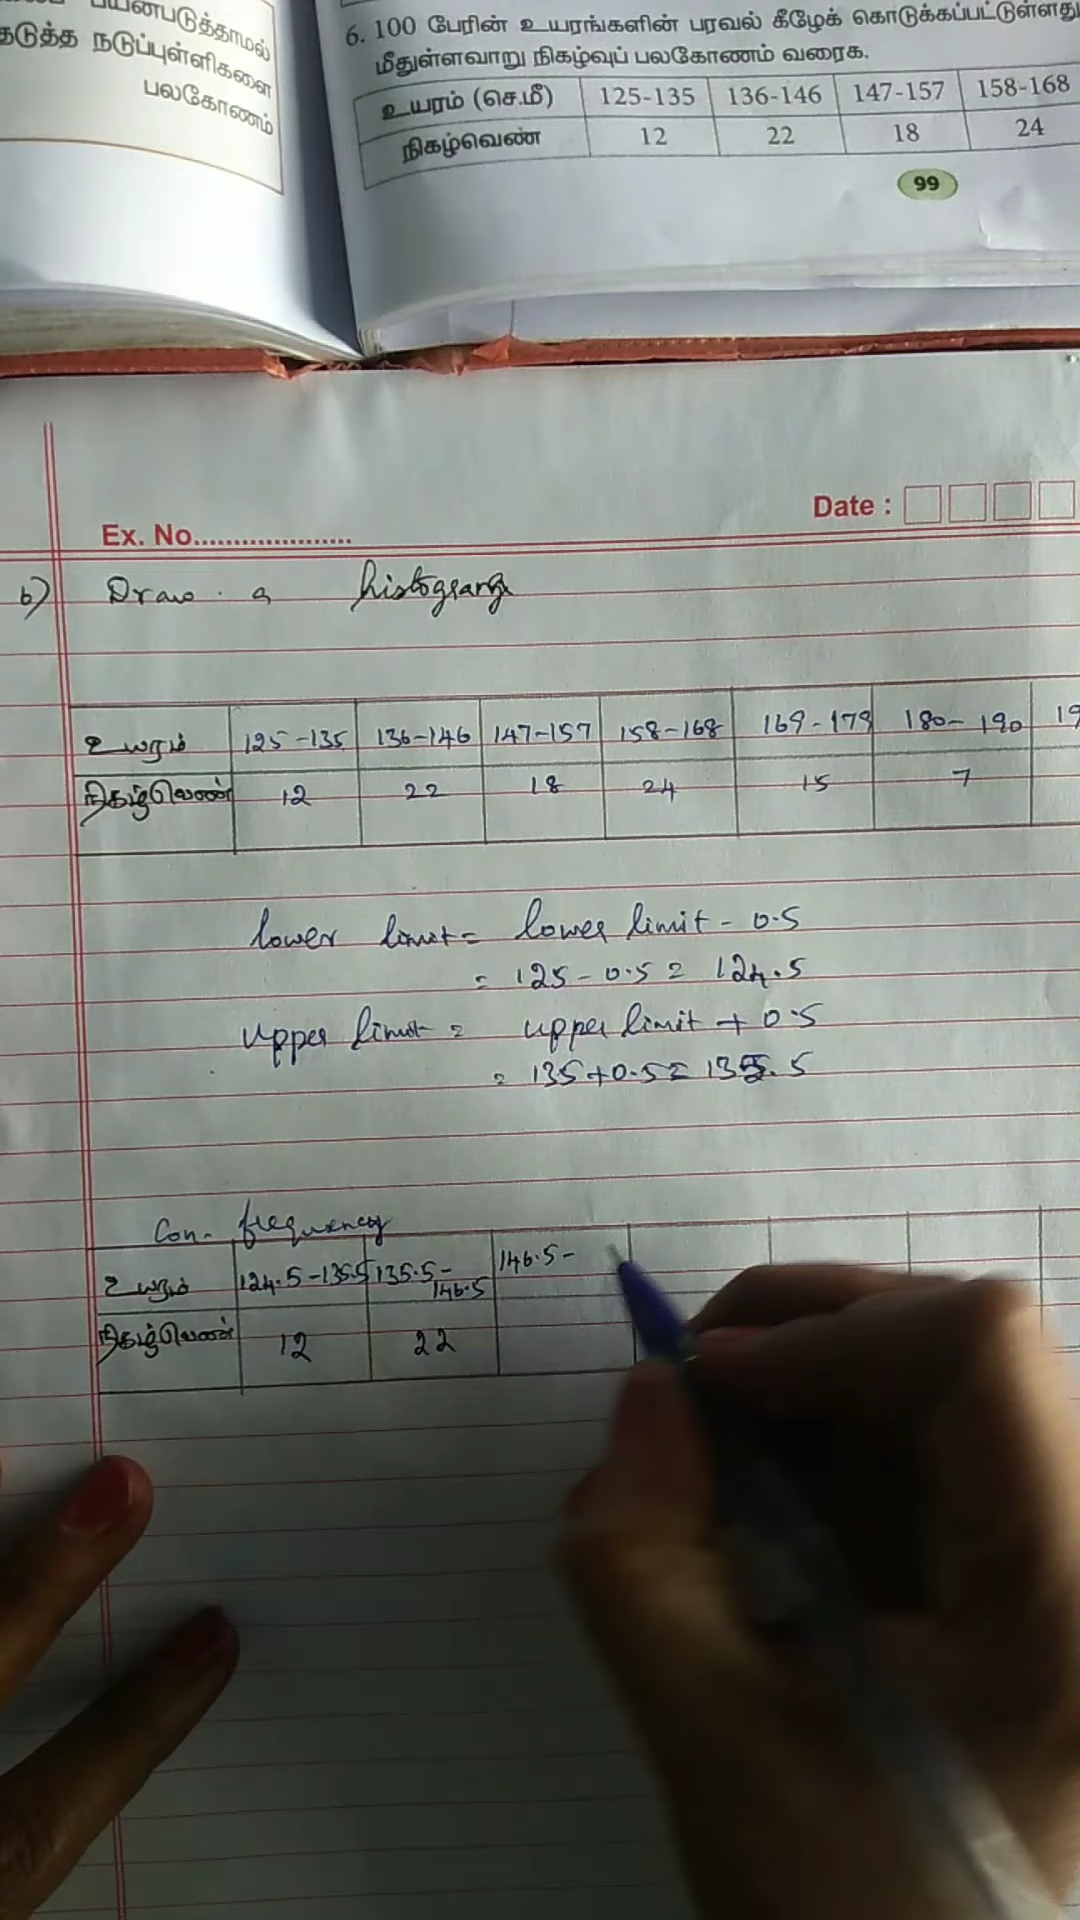 பயன்படுத்தாமல்
தடுத்த நடுப்புள்ளிகளை
பலகோணம்
6. 100 பேரின் உயரங்களின் பரவல் கீழேக் கொடுக்கப்பட்டுள்ளது
மீதுள்ளவாறு நிகழ்வுப் பலகோணம் வரைக.
உயரம் (செ.மீ) 125-135 136-146 147-157 158-168
நிகழ்வெண் 12 22 18 24
99
Ex. No....................
Date :
6) Draw a histogram
உயரம் 125-135 136-146 147-157 158-168 169-179 180-190 19
நிகழ்வெண் 12 22 18 24 15 7
lower limit = lower limit - 0.5
= 125 - 0.5 = 124.5
upper limit = upper limit + 0.5
= 135 + 0.5 = 135.5
Con. frequency
உயரம் 124.5-135.5 135.5-146.5 146.5-
நிகழ்வெண் 12 22